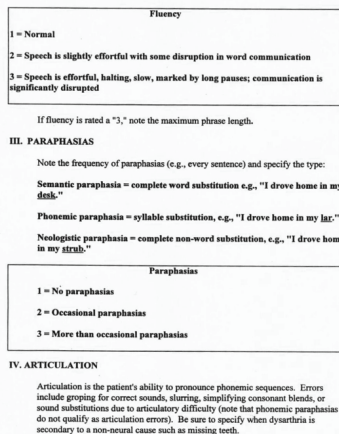 Fluency
1 = Normal
2 = Speech is slightly effortful with some disruption in word communication
3 = Speech is effortful, halting, slow, marked by long pauses; communication is
significantly disrupted
If fluency is rated a "3," note the maximum phrase length.
III. PARAPHASIAS
Note the frequency of paraphasias (e.g., every sentence) and specify the type:
Semantic paraphasia = complete word substitution e.g., "I drove home in my
desk."
Phonemic paraphasia = syllable substitution, e.g., "I drove home in my lar."
Neologistic paraphasia = complete non-word substitution, e.g., "I drove hom
in my strub."
Paraphasias
1 = No paraphasias
2 = Occasional paraphasias
3 = More than occasional paraphasias
IV. ARTICULATION
Articulation is the patient's ability to pronounce phonemic sequences. Errors
include groping for correct sounds, slurring, simplifying consonant blends, or
sound substitutions due to articulatory difficulty (note that phonemic paraphasias
do not qualify as articulation errors). Be sure to specify when dysarthria is
secondary to a non-neural cause such as missing teeth.